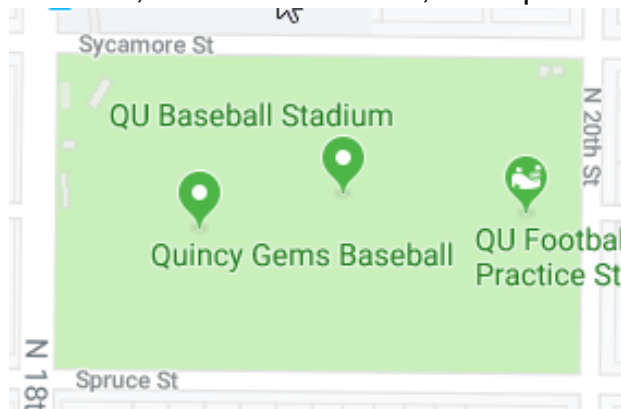 Sycamore St
QU Baseball Stadium
N 20th St
Quincy Gems Baseball
QU Footbal
Practice St
N 18t
Spruce St